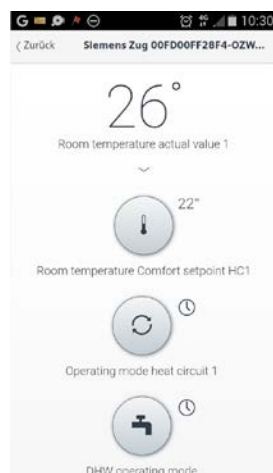 10:30
Zurück
Siemens Zug 00FD00FF28F4-OZW...
26°
Room temperature actual value 1
22°
Room temperature Comfort setpoint HC1
Operating mode heat circuit 1
DHW operating mode